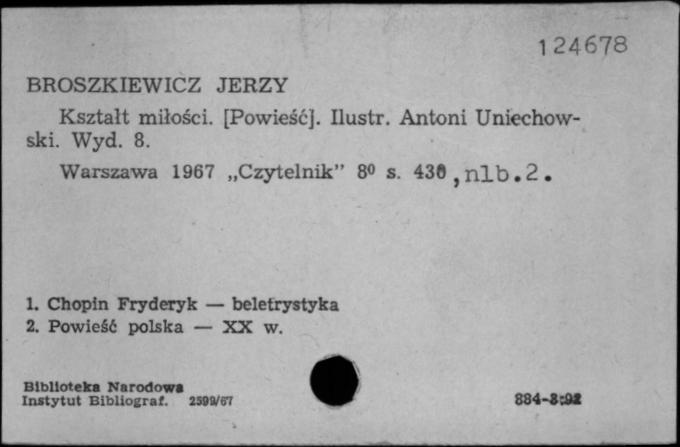 124678
BROSZKIEWICZ JERZY
Kształt miłości. [Powieść]. Ilustr. Antoni Uniechow-
ski. Wyd. 8.
Warszawa 1967 „Czytelnik” 8⁰ s. 430, nlb.2.
1. Chopin Fryderyk — beletrystyka
2. Powieść polska — XX w.
Biblioteka Narodowa
Instytut Bibliograf. 2599/67
884-3:92